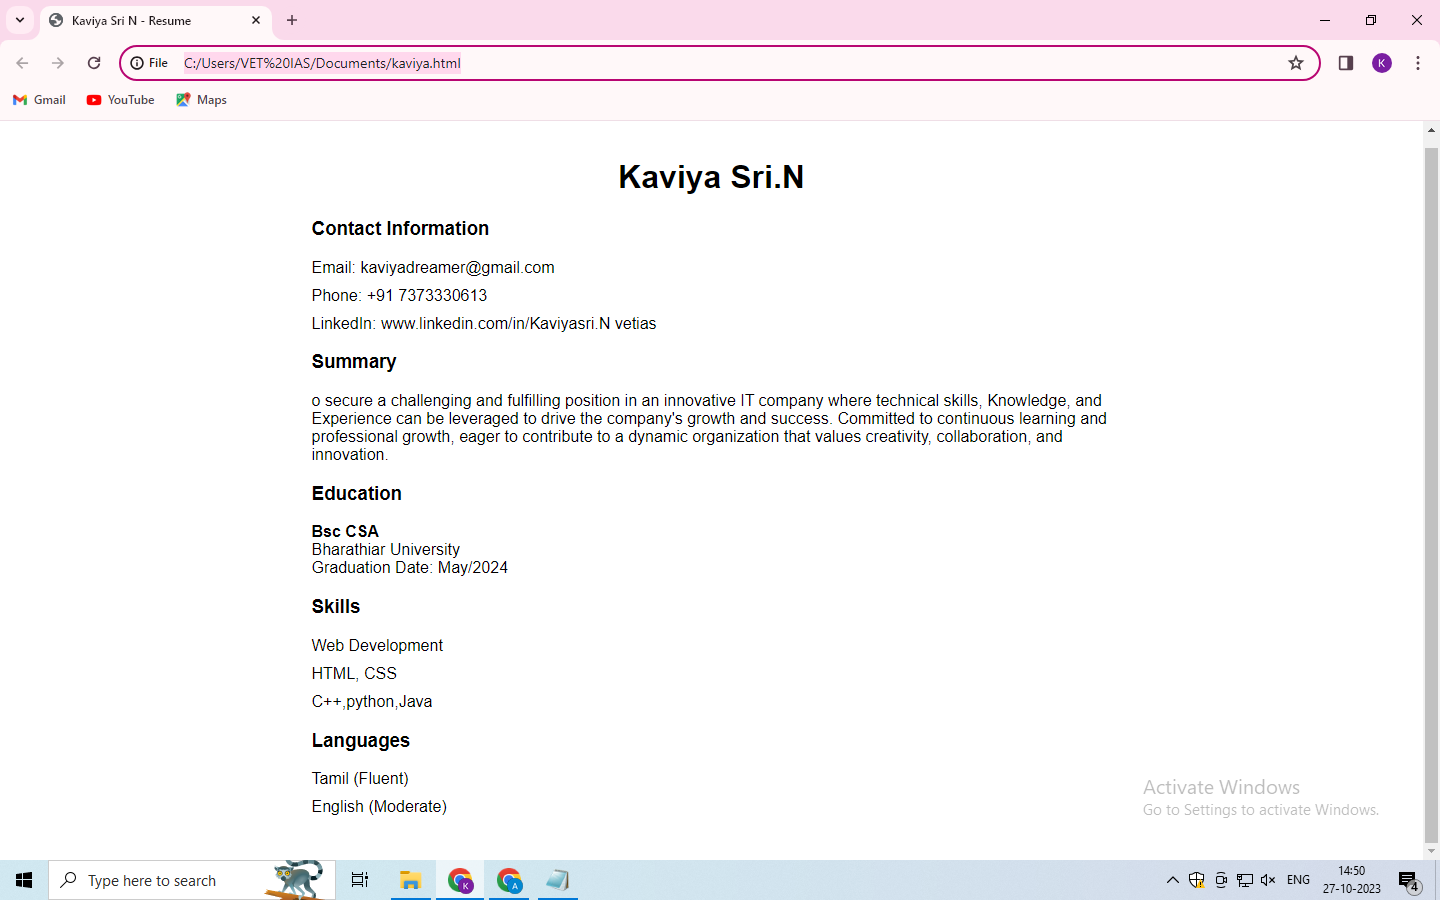 Kaviya Sri N - Resume
File C:/Users/VET%20IAS/Documents/kaviya.html
K
Gmail YouTube Maps
Kaviya Sri.N
Contact Information
Email: kaviyadreamer@gmail.com
Phone: +91 7373330613
LinkedIn: www.linkedin.com/in/Kaviyasri.N vetias
Summary
o secure a challenging and fulfilling position in an innovative IT company where technical skills, Knowledge, and
Experience can be leveraged to drive the company's growth and success. Committed to continuous learning and
professional growth, eager to contribute to a dynamic organization that values creativity, collaboration, and
innovation.
Education
Bsc CSA
Bharathiar University
Graduation Date: May/2024
Skills
Web Development
HTML, CSS
C++,python,Java
Languages
Tamil (Fluent)
English (Moderate)
Activate Windows
Go to Settings to activate Windows.
Type here to search
K
A
ENG
14:50
27-10-2023
4